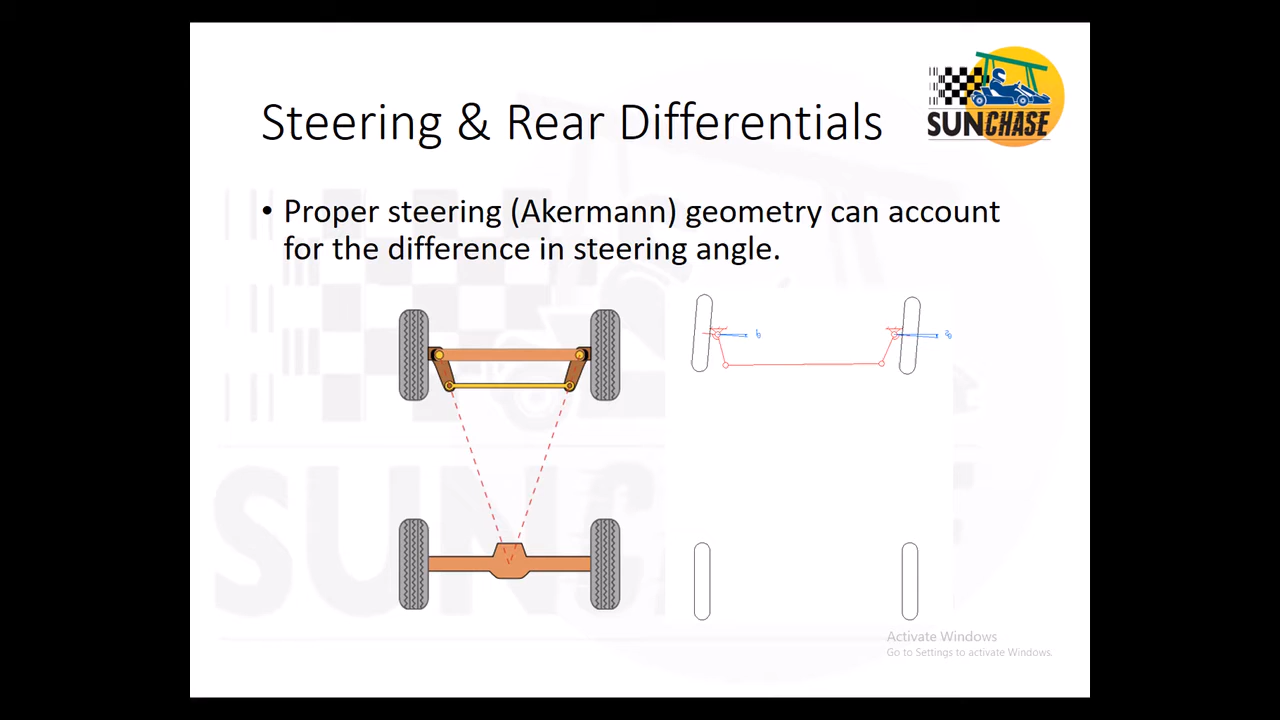 SUNCHASE
Steering & Rear Differentials
• Proper steering (Akermann) geometry can account
for the difference in steering angle.
Activate Windows
Go to Settings to activate Windows.